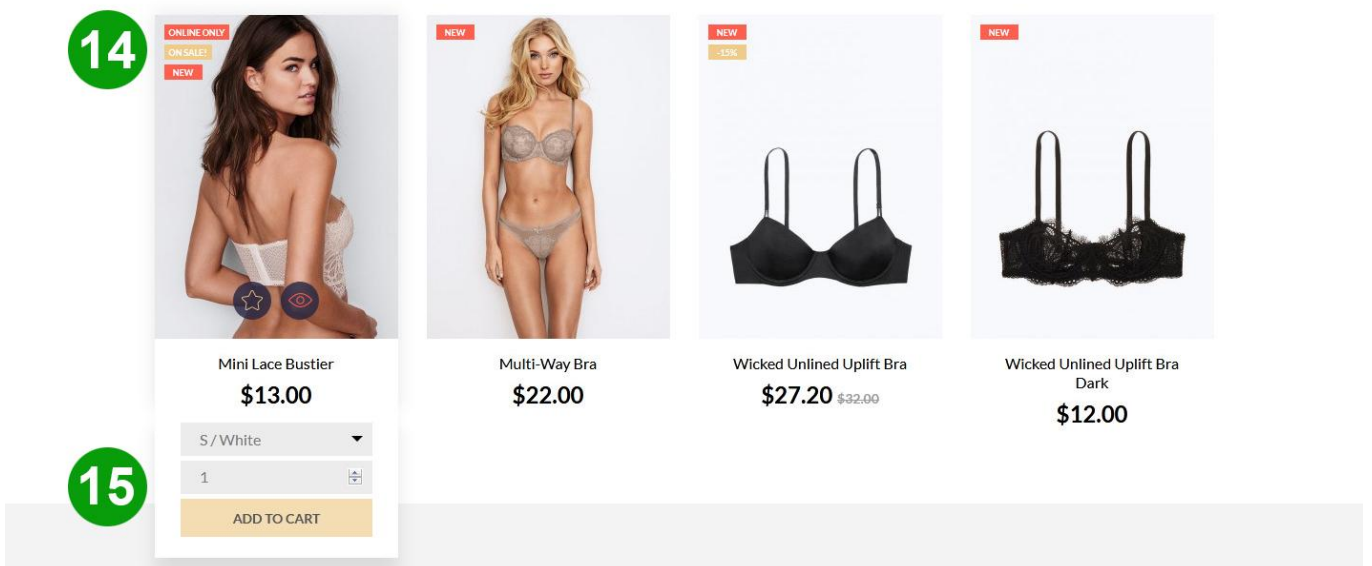 14
ONLINE ONLY
ON SALE!
NEW
NEW
NEW
-15%
NEW
Mini Lace Bustier
$13.00
Multi-Way Bra
$22.00
Wicked Unlined Uplift Bra
$27.20 $32.00
Wicked Unlined Uplift Bra
Dark
$12.00
S / White
15
1
ADD TO CART